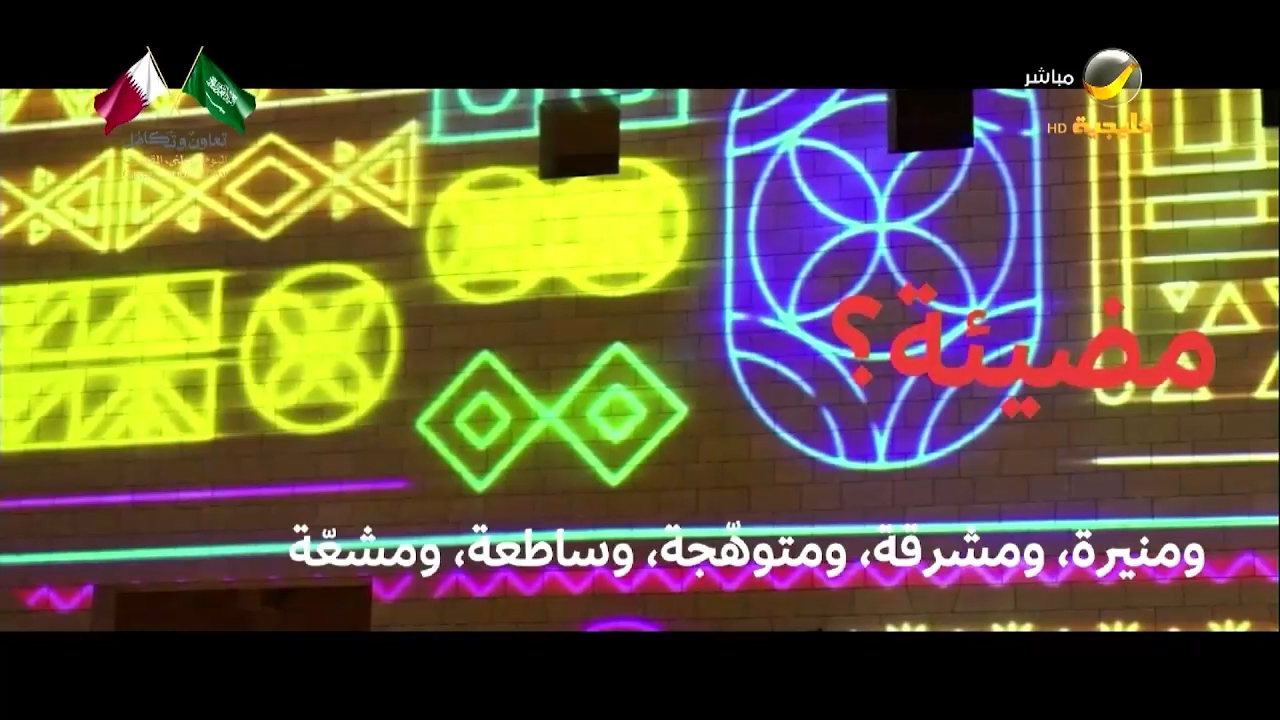 مباشر
خليجية HD
تعاون وتكامل
مضيئة؟
ومنيرة، ومشرقة، ومتوهّجة، وساطعة، ومشعّة